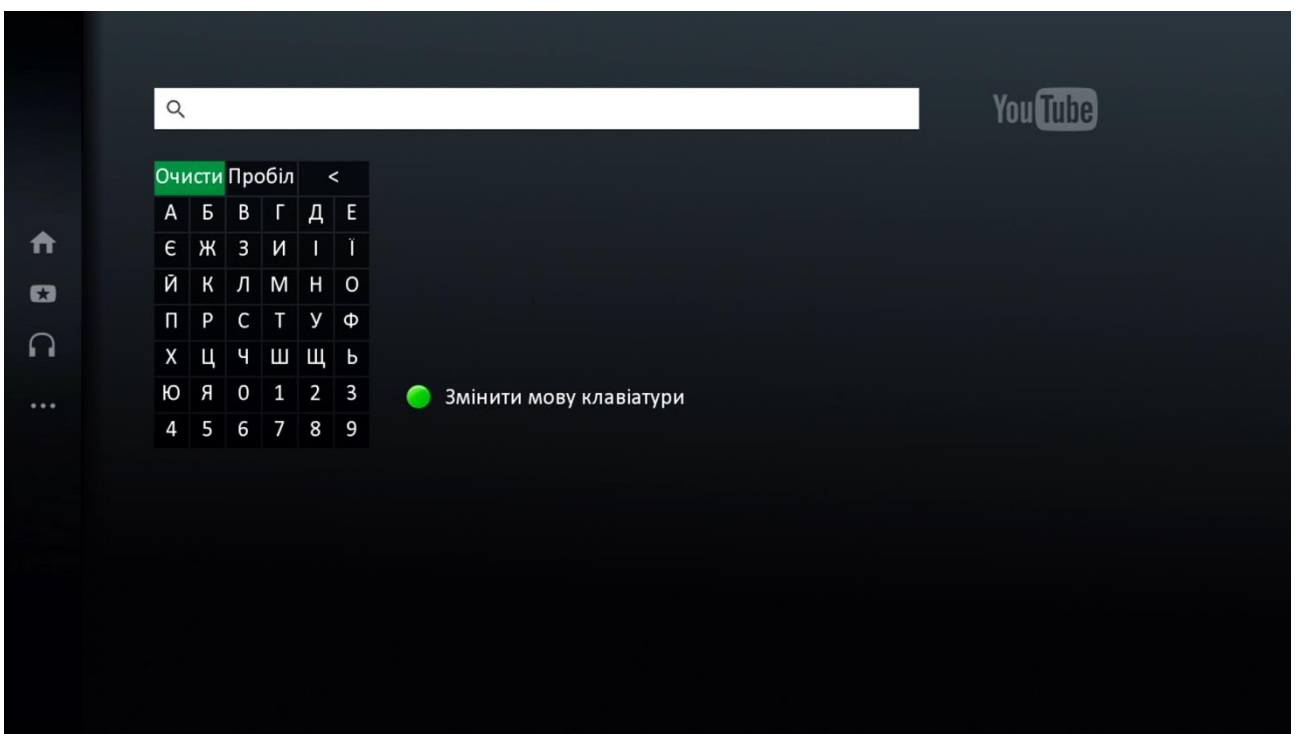 YouTube
Очисти Пробіл <
А Б В Г Д Е
Є Ж З И І Ї
Й К Л М Н О
П Р С Т У Ф
Х Ц Ч Ш Щ Ь
Ю Я 0 1 2 3
Змінити мову клавіатури
4 5 6 7 8 9